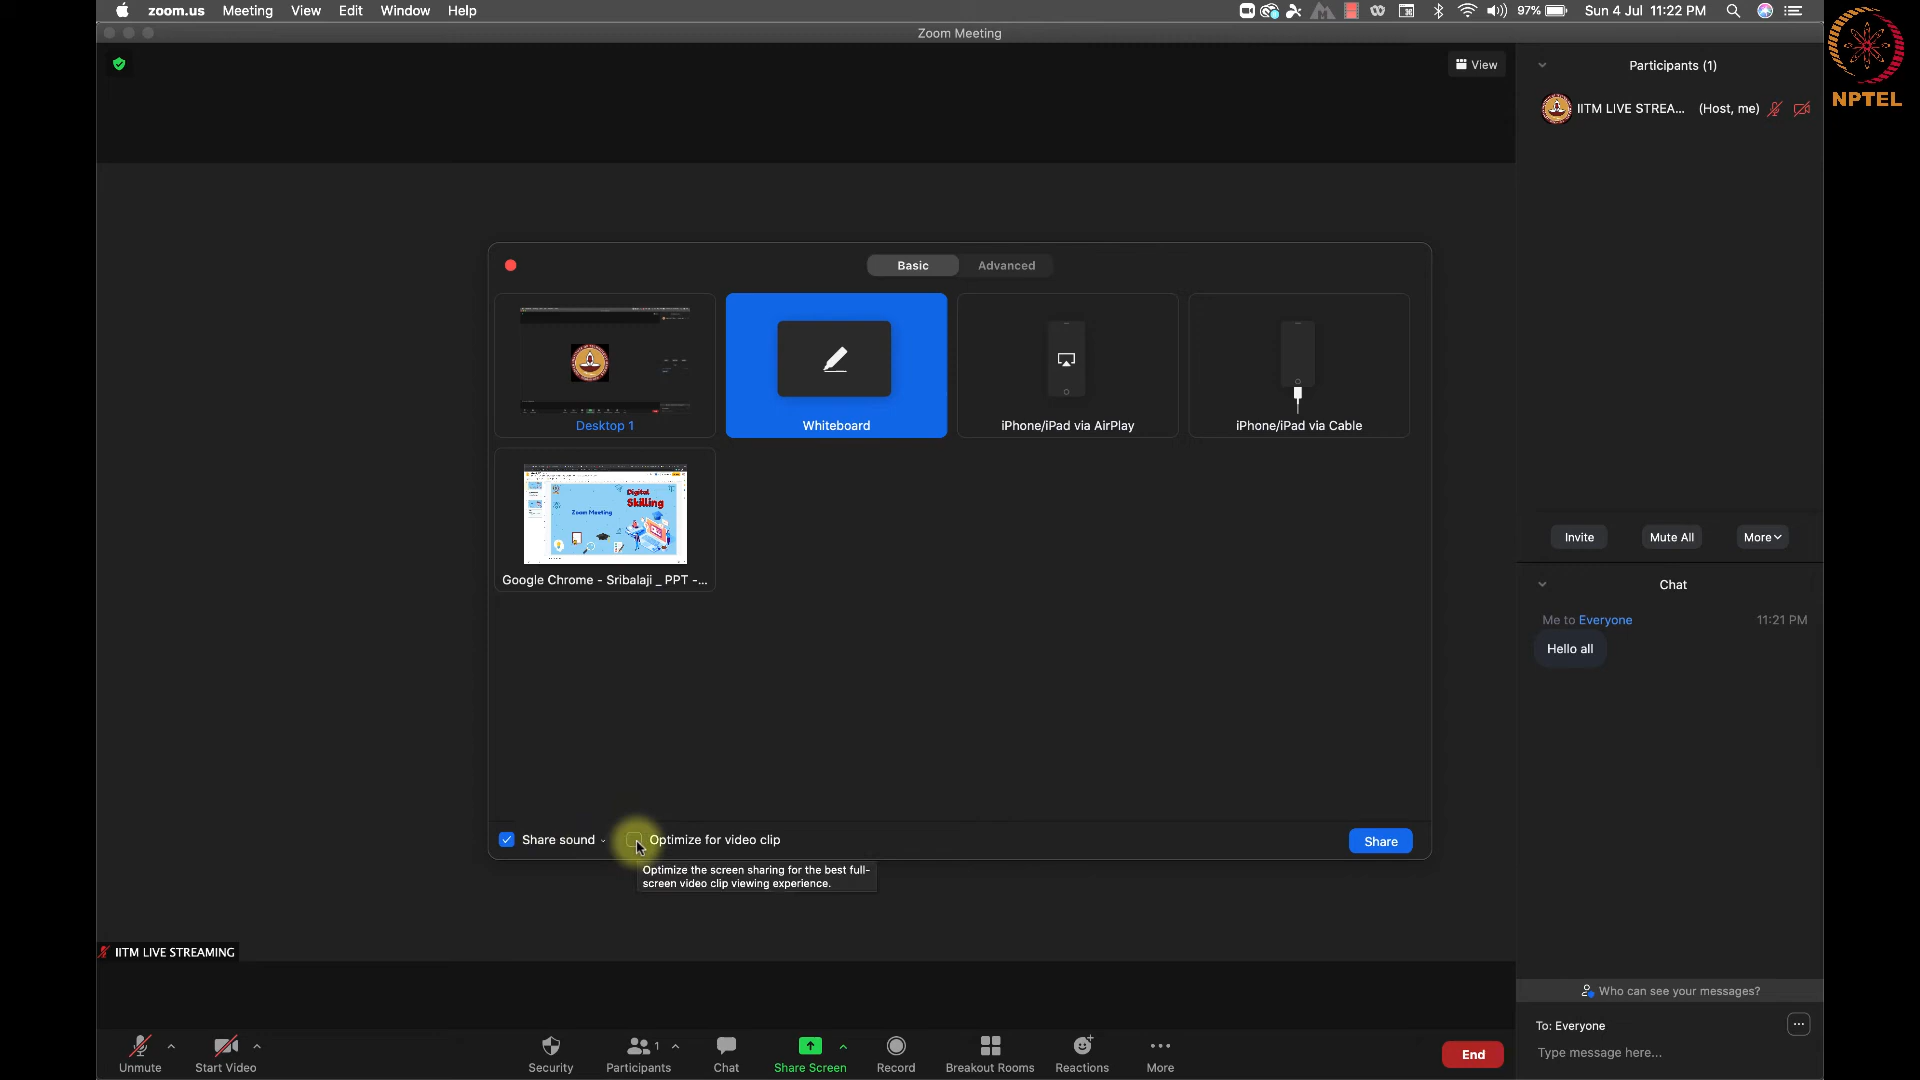 zoom.us Meeting View Edit Window Help 97% Sun 4 Jul 11:22 PM
Zoom Meeting
NPTEL
View
Participants (1)
IITM LIVE STREA... (Host, me)
Basic Advanced
Desktop 1
Whiteboard
iPhone/iPad via AirPlay
iPhone/iPad via Cable
Digital
Skilling
Zoom Meeting
Google Chrome - Sribalaji _ PPT -...
Invite Mute All More
Chat
Me to Everyone 11:21 PM
Hello all
Share sound Optimize for video clip Share
Optimize the screen sharing for the best full-
screen video clip viewing experience.
IITM LIVE STREAMING
Who can see your messages?
To: Everyone
Type message here...
Unmute Start Video Security Participants 1 Chat Share Screen Record Breakout Rooms Reactions More End